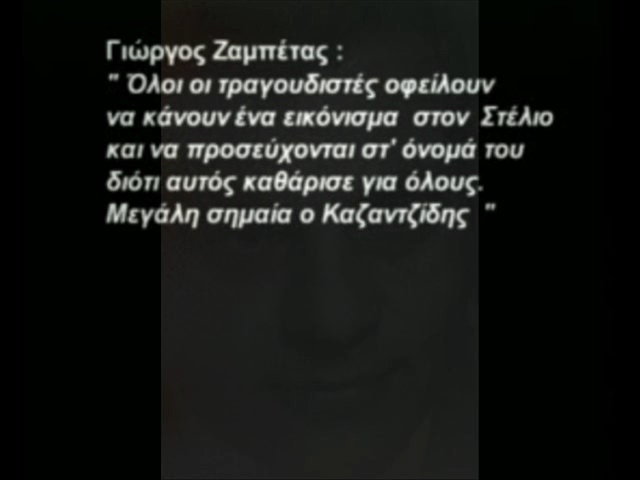 Γιώργος Ζαμπέτας :
" Όλοι οι τραγουδιστές οφείλουν
να κάνουν ένα εικόνισμα στον Στέλιο
και να προσεύχονται στ' όνομά του
διότι αυτός καθάρισε για όλους.
Μεγάλη σημαία ο Καζαντζίδης "